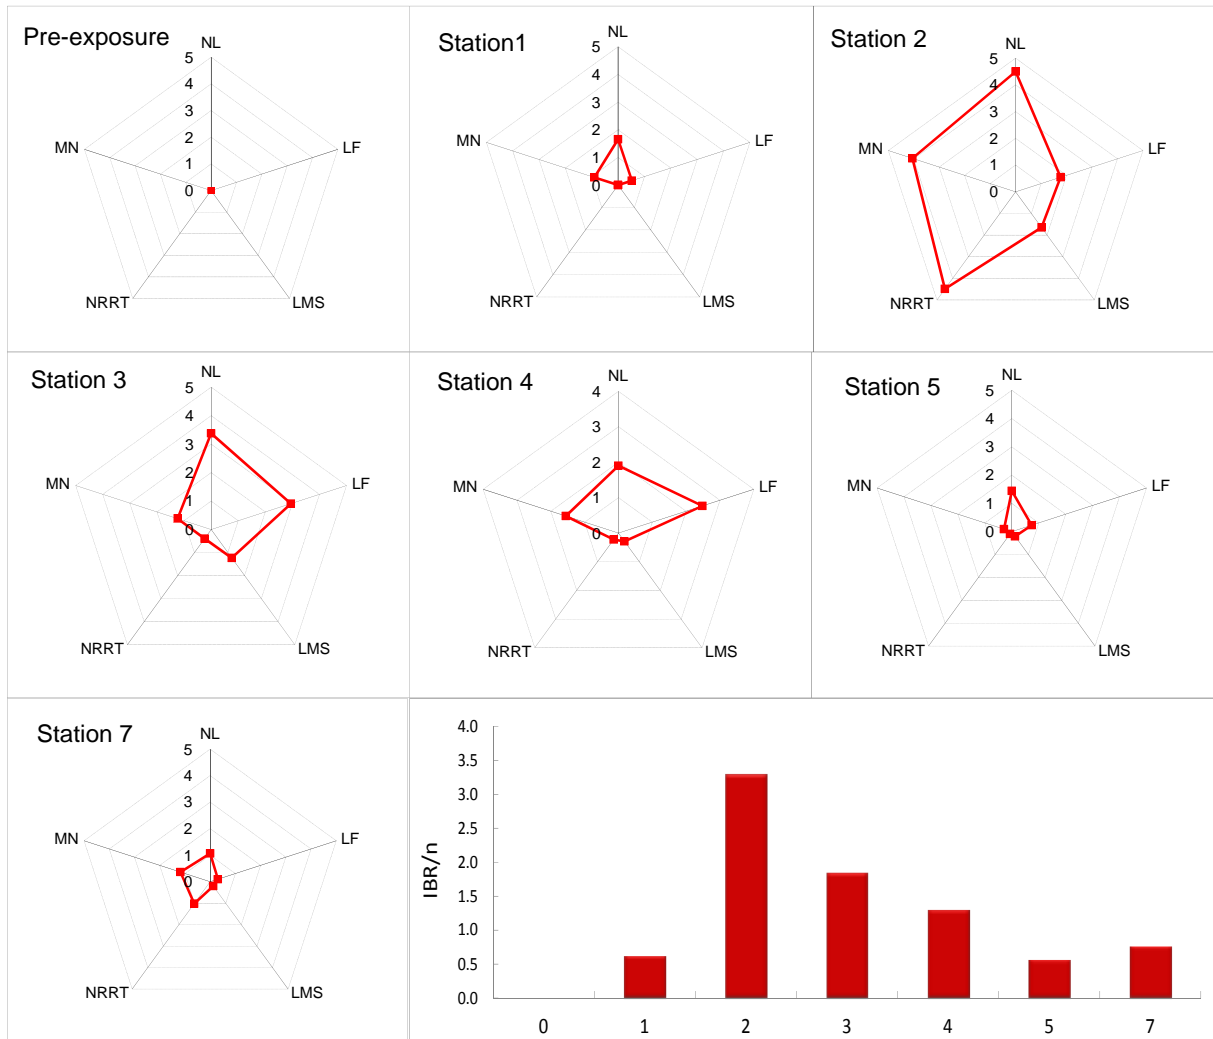 Pre-exposure
NL
5
4
3
2
1
0
MN
LF
NRRT
LMS
Station1
NL
5
4
3
2
1
0
MN
LF
NRRT
LMS
Station 2
NL
5
4
3
2
1
0
MN
LF
NRRT
LMS
Station 3
NL
5
4
3
2
1
0
MN
LF
NRRT
LMS
Station 4
NL
4
3
2
1
0
MN
LF
NRRT
LMS
Station 5
NL
5
4
3
2
1
0
MN
LF
NRRT
LMS
Station 7
NL
5
4
3
2
1
0
MN
LF
NRRT
LMS
IBR/n
4.0
3.5
3.0
2.5
2.0
1.5
1.0
0.5
0.0
0 1 2 3 4 5 7